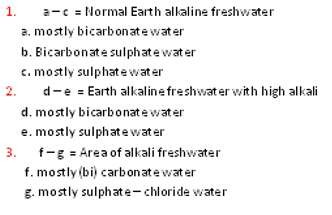 1. a – c = Normal Earth alkaline freshwater
a. mostly bicarbonate water
b. Bicarbonate sulphate water
c. mostly sulphate water
2. d – e = Earth alkaline freshwater with high alkali
d. mostly bicarbonate water
e. mostly sulphate water
3. f – g = Area of alkali freshwater
f. mostly (bi) carbonate water
g. mostly sulphate – chloride water